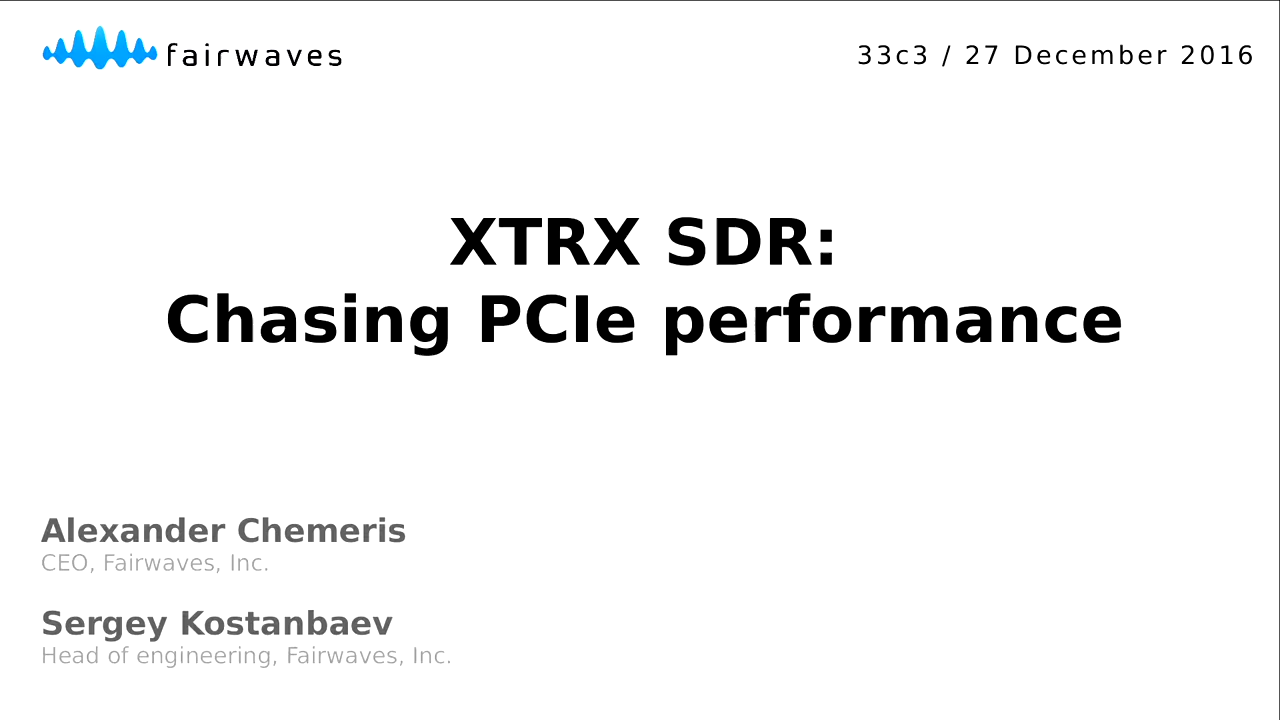 fairwaves
33c3 / 27 December 2016
XTRX SDR:
Chasing PCIe performance
Alexander Chemeris
CEO, Fairwaves, Inc.
Sergey Kostanbaev
Head of engineering, Fairwaves, Inc.